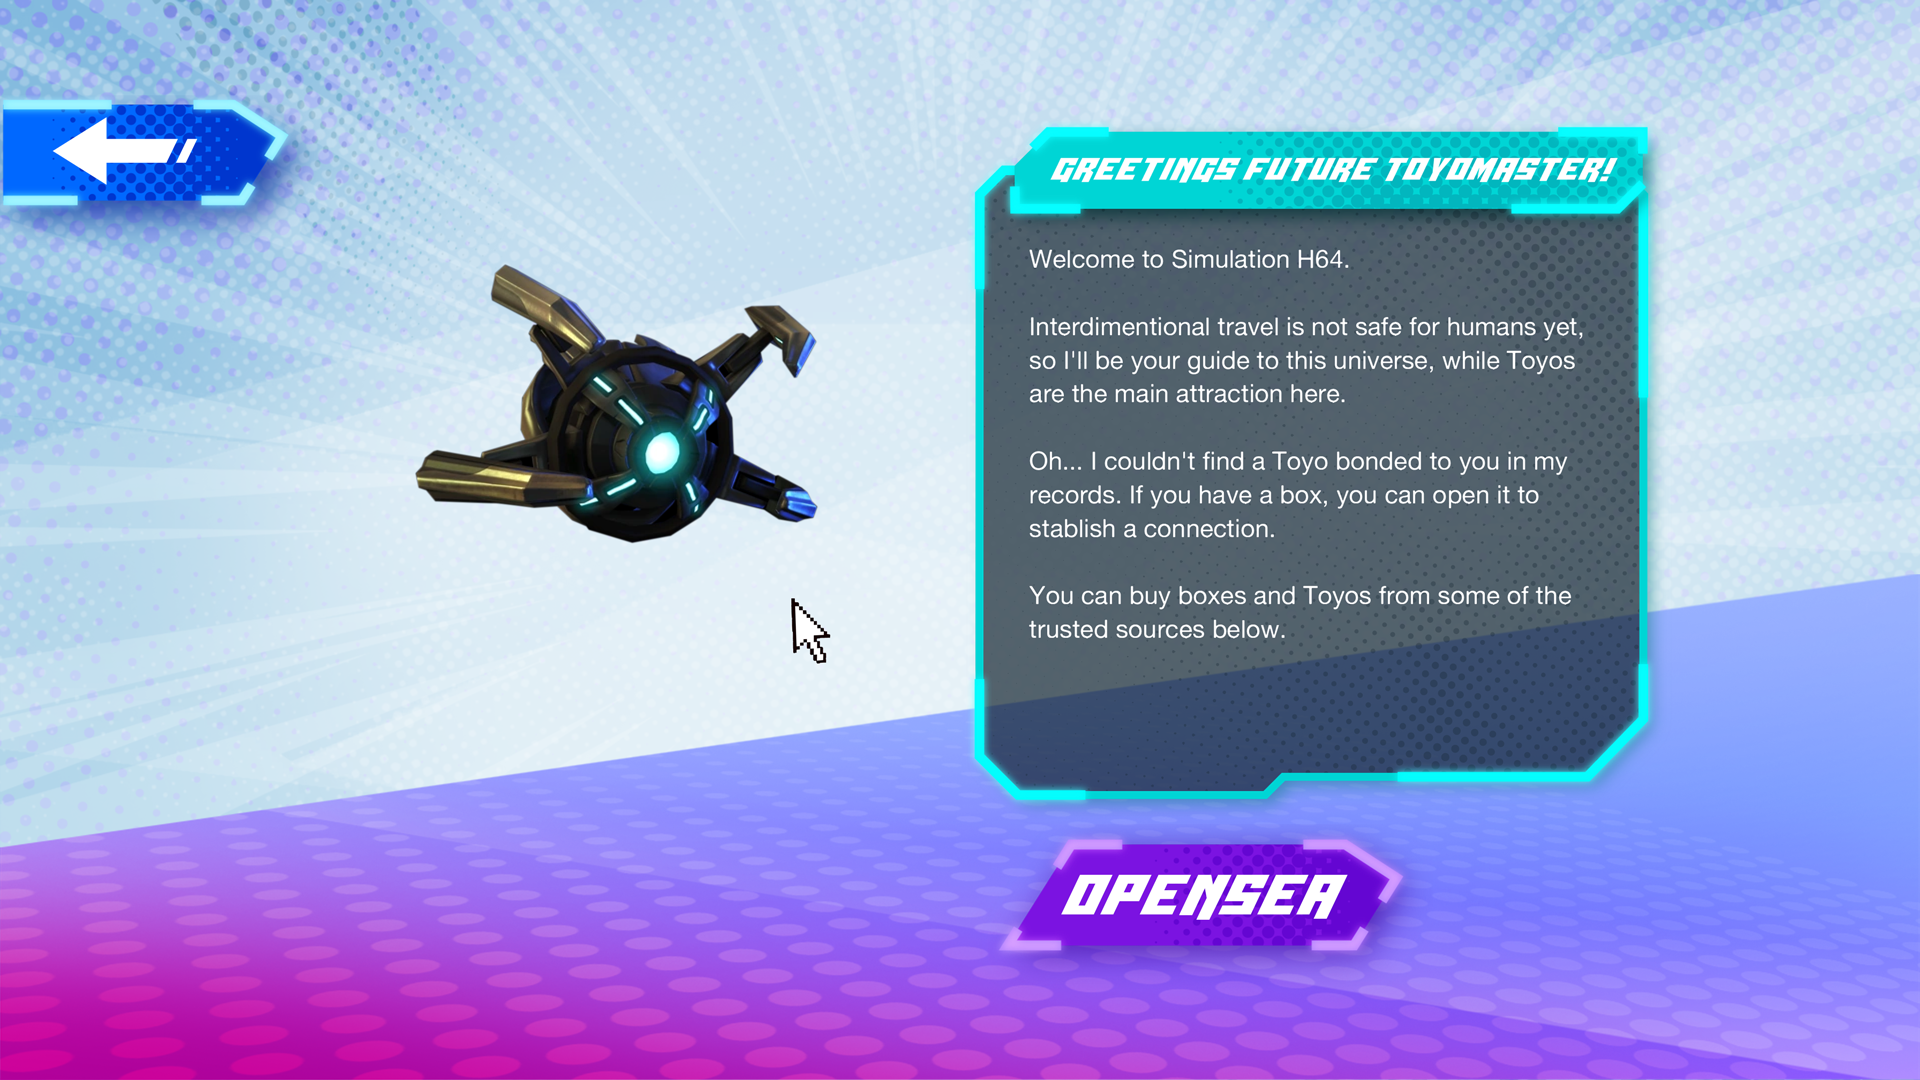 GREETINGS FUTURE TOYOMASTER!
Welcome to Simulation H64.
Interdimentional travel is not safe for humans yet,
so I'll be your guide to this universe, while Toyos
are the main attraction here.
Oh... I couldn't find a Toyo bonded to you in my
records. If you have a box, you can open it to
stablish a connection.
You can buy boxes and Toyos from some of the
trusted sources below.
OPENSEA